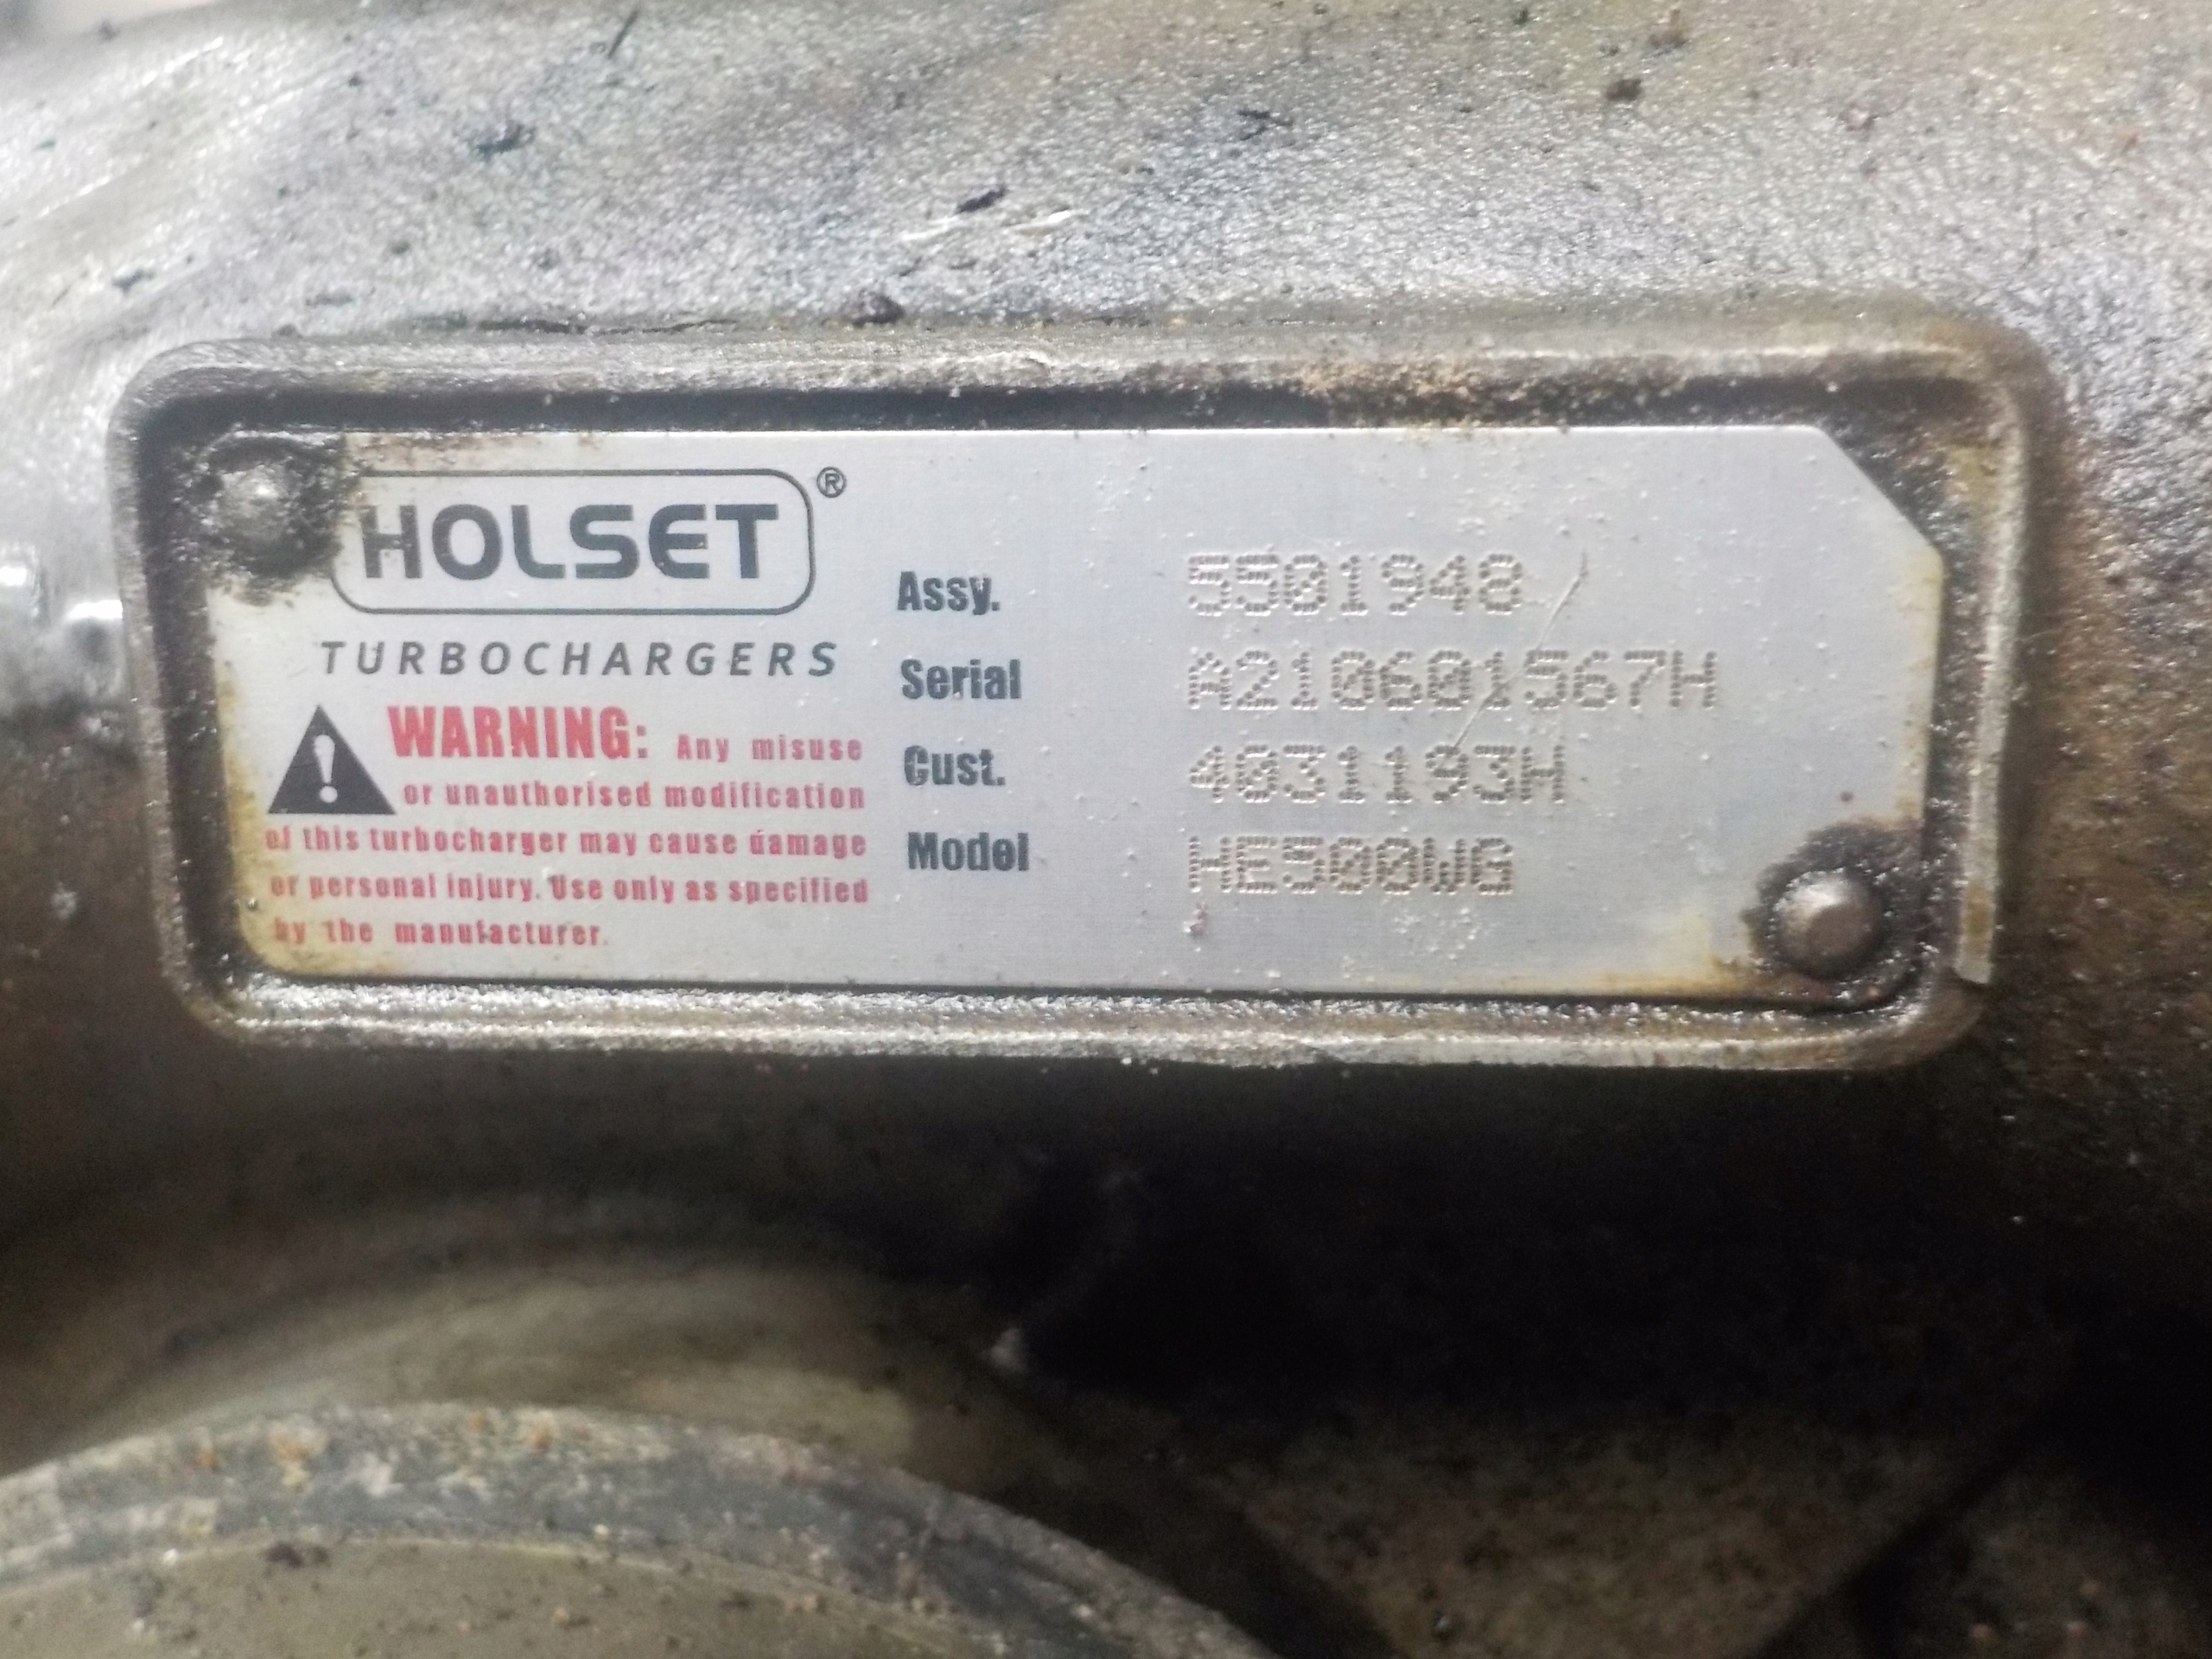 HOLSET®
TURBOCHARGERS
WARNING: Any misuse
or unauthorised modification
of this turbocharger may cause damage
or personal injury. Use only as specified
by the manufacturer.
Assy. 5501948
Serial A210601567H
Cust. 4031193H
Model HE500WG